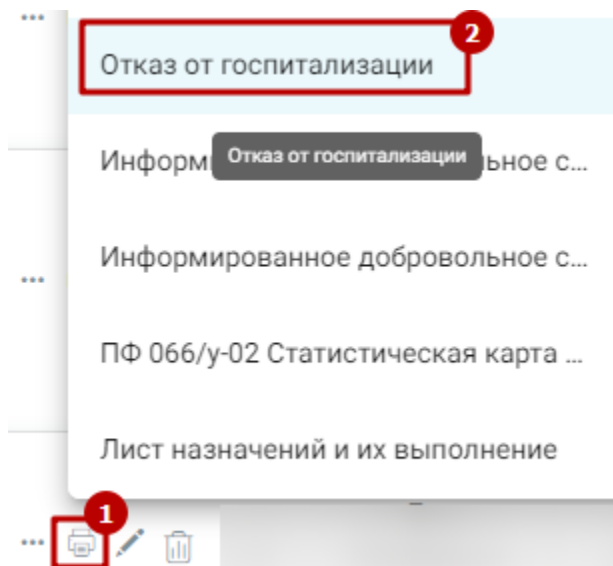 ...
2
Отказ от госпитализации
Отказ от госпитализации
Информ ьное с...
...
Информированное добровольное с...
ПФ 066/у-02 Статистическая карта ...
Лист назначений и их выполнение
1
...